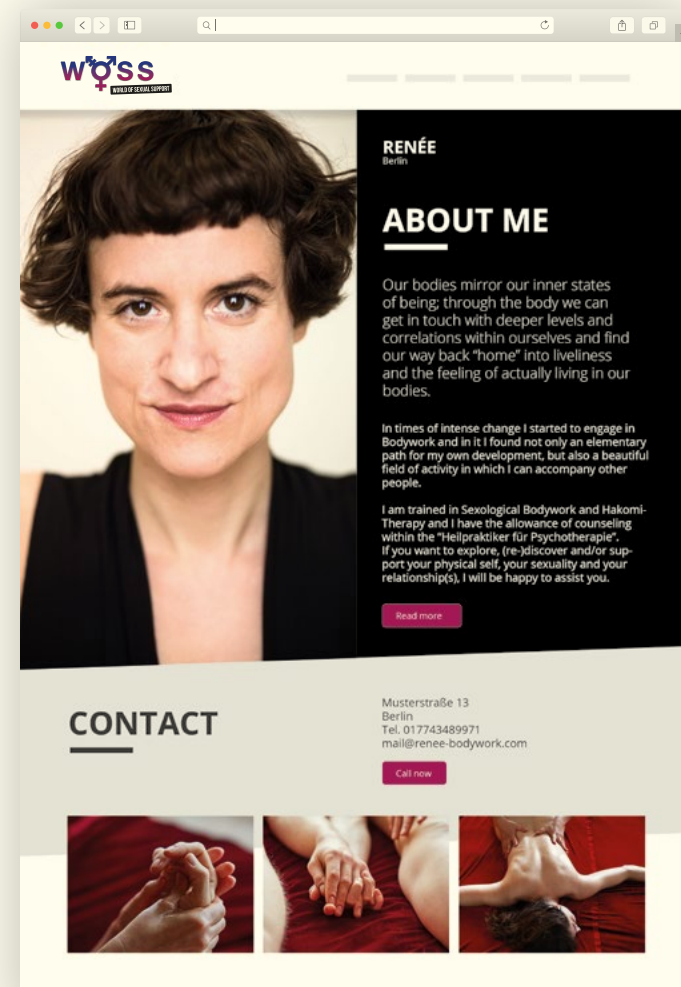 WOSS
WORLD OF SEXUAL SUPPORT
RENÉE
Berlin
ABOUT ME
Our bodies mirror our inner states
of being; through the body we can
get in touch with deeper levels and
correlations within ourselves and find
our way back “home” into liveliness
and the feeling of actually living in our
bodies.
In times of intense change I started to engage in
Bodywork and in it I found not only an elementary
path for my own development, but also a beautiful
field of activity in which I can accompany other
people.
I am trained in Sexological Bodywork and Hakomi-
Therapy and I have the allowance of counseling
within the “Heilpraktiker für Psychotherapie”.
If you want to explore, (re-)discover and/or sup-
port your physical self, your sexuality and your
relationship(s), I will be happy to assist you.
Read more
CONTACT
Musterstraße 13
Berlin
Tel. 017743489971
mail@renee-bodywork.com
Call now